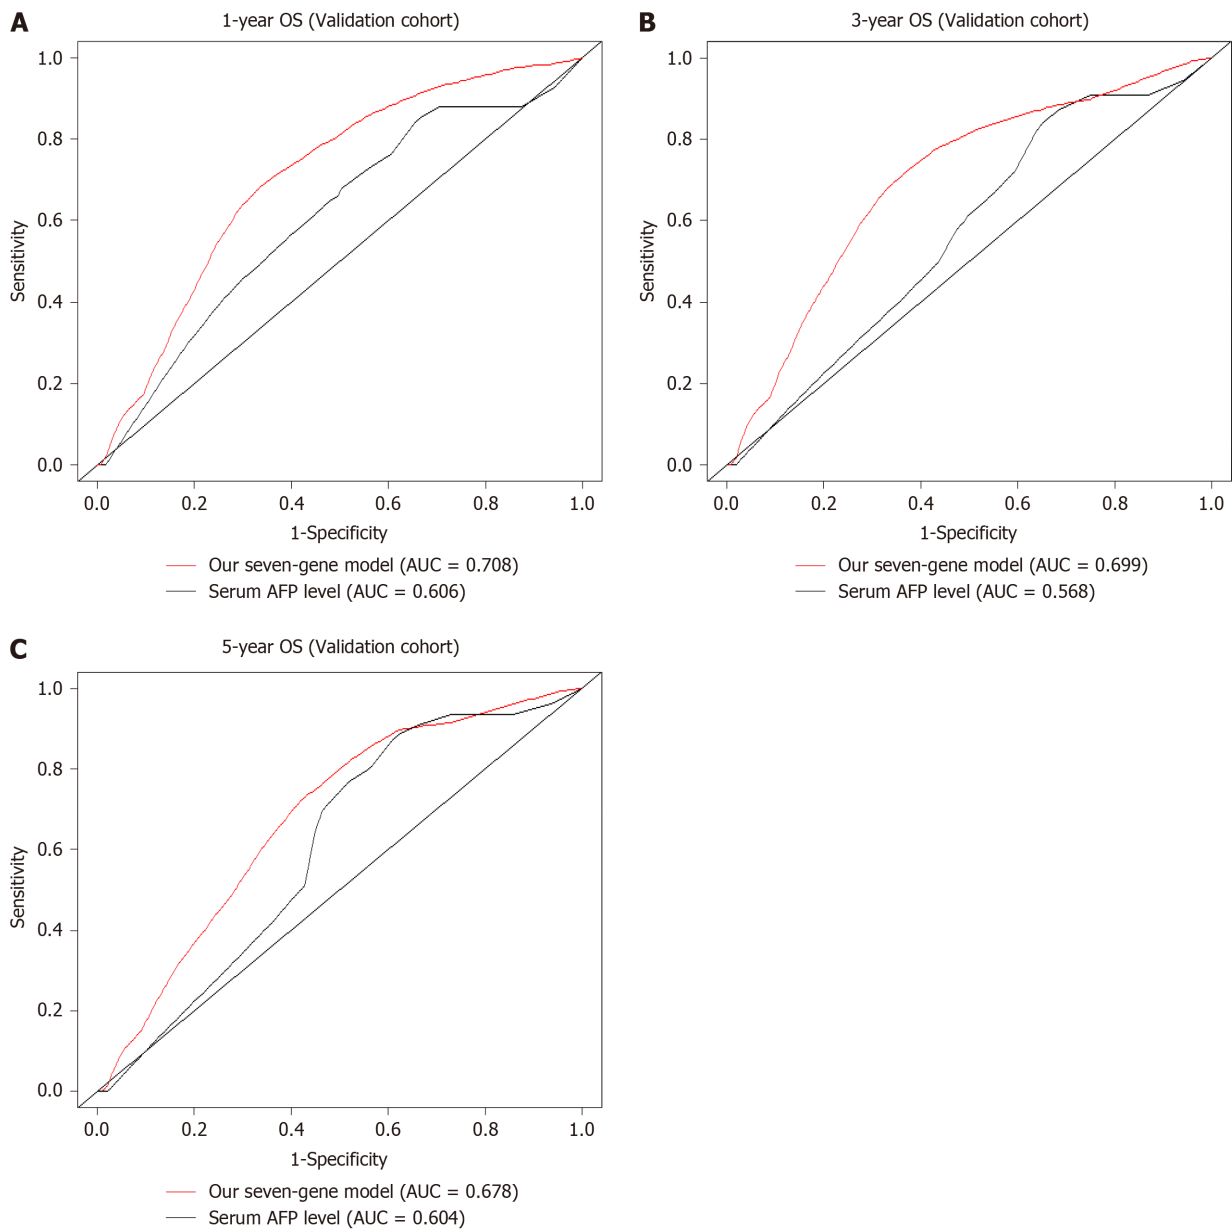 A
1-year OS (Validation cohort)
1.0
0.8
0.6
0.4
0.2
0.0
Sensitivity
0.0 0.2 0.4 0.6 0.8 1.0
1-Specificity
Our seven-gene model (AUC = 0.708)
Serum AFP level (AUC = 0.606)
B
3-year OS (Validation cohort)
1.0
0.8
0.6
0.4
0.2
0.0
Sensitivity
0.0 0.2 0.4 0.6 0.8 1.0
1-Specificity
Our seven-gene model (AUC = 0.699)
Serum AFP level (AUC = 0.568)
C
5-year OS (Validation cohort)
1.0
0.8
0.6
0.4
0.2
0.0
Sensitivity
0.0 0.2 0.4 0.6 0.8 1.0
1-Specificity
Our seven-gene model (AUC = 0.678)
Serum AFP level (AUC = 0.604)